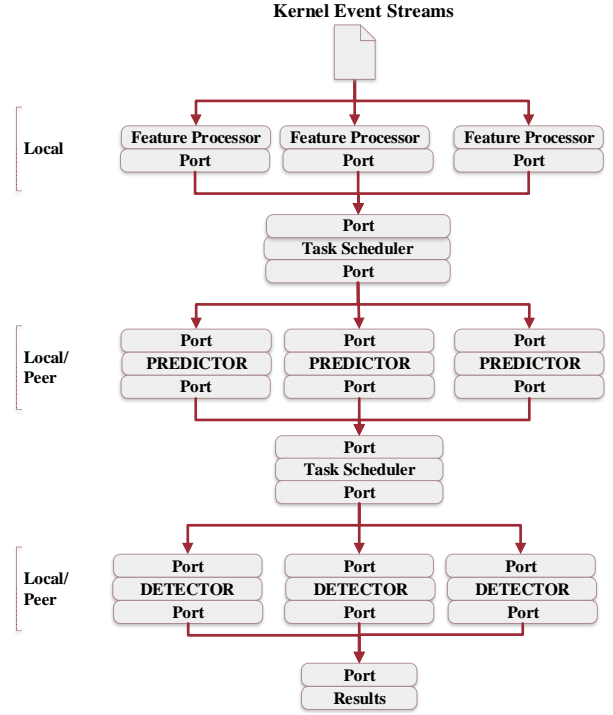 Kernel Event Streams
Local
Feature Processor
Port
Feature Processor
Port
Feature Processor
Port
Port
Task Scheduler
Port
Local/
Peer
Port
PREDICTOR
Port
Port
PREDICTOR
Port
Port
PREDICTOR
Port
Port
Task Scheduler
Port
Local/
Peer
Port
DETECTOR
Port
Port
DETECTOR
Port
Port
DETECTOR
Port
Port
Results